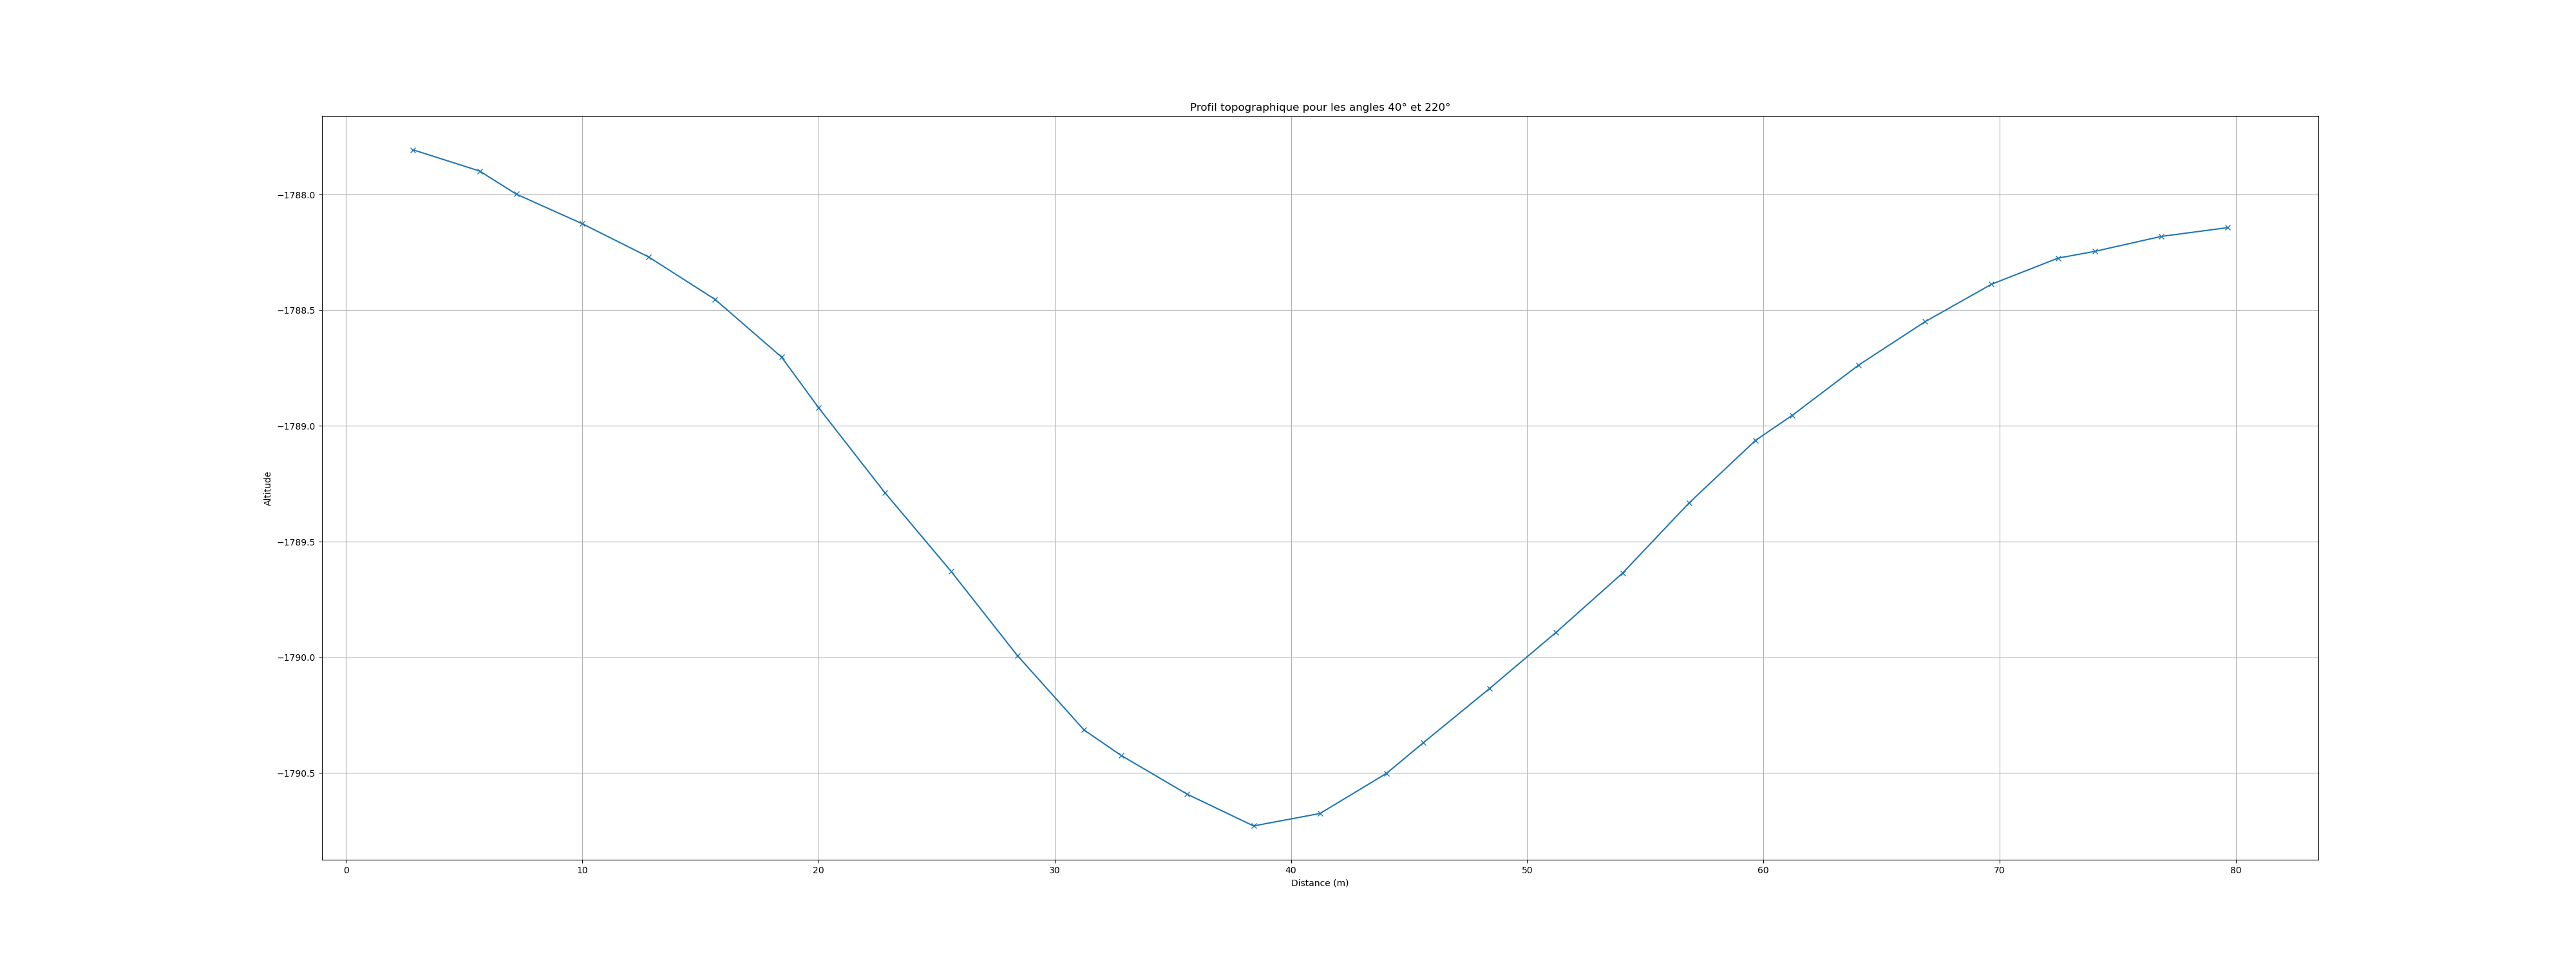 Profil topographique pour les angles 40° et 220°
−1788.0
−1788.5
−1789.0
Altitude
−1789.5
−1790.0
−1790.5
0 10 20 30 40 50 60 70 80
Distance (m)